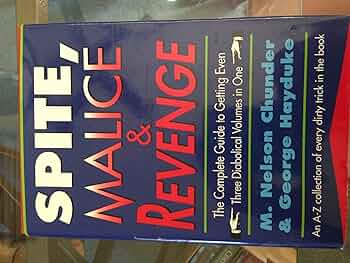 SPITE,
MALICE
&
REVENGE
The Complete Guide to Getting Even
Three Diabolical Volumes in One
M. Nelson Chunder
& George Hayduke
An A-Z collection of every dirty trick in the book